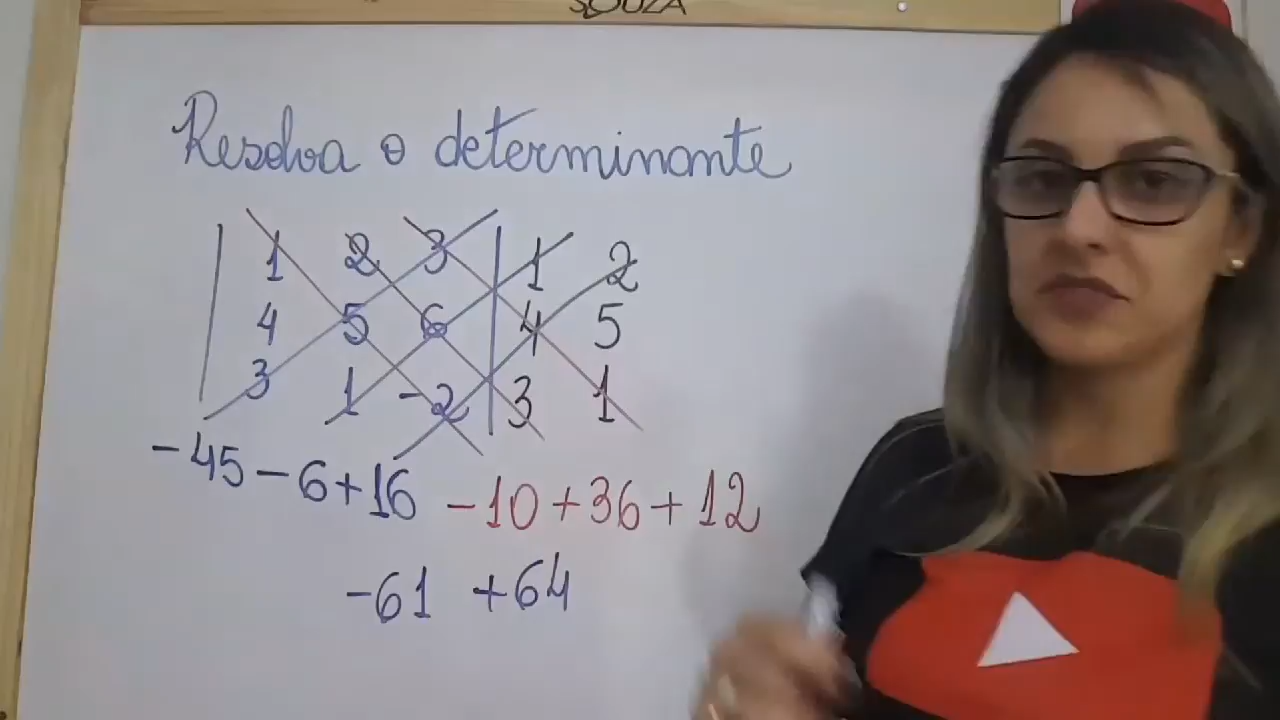 SOUZA
Resolva o determinante
1 2 3 1 2
4 5 6 4 5
3 1 -2 3 1
-45 -6 +16 -10 +36 + 12
-61 +64